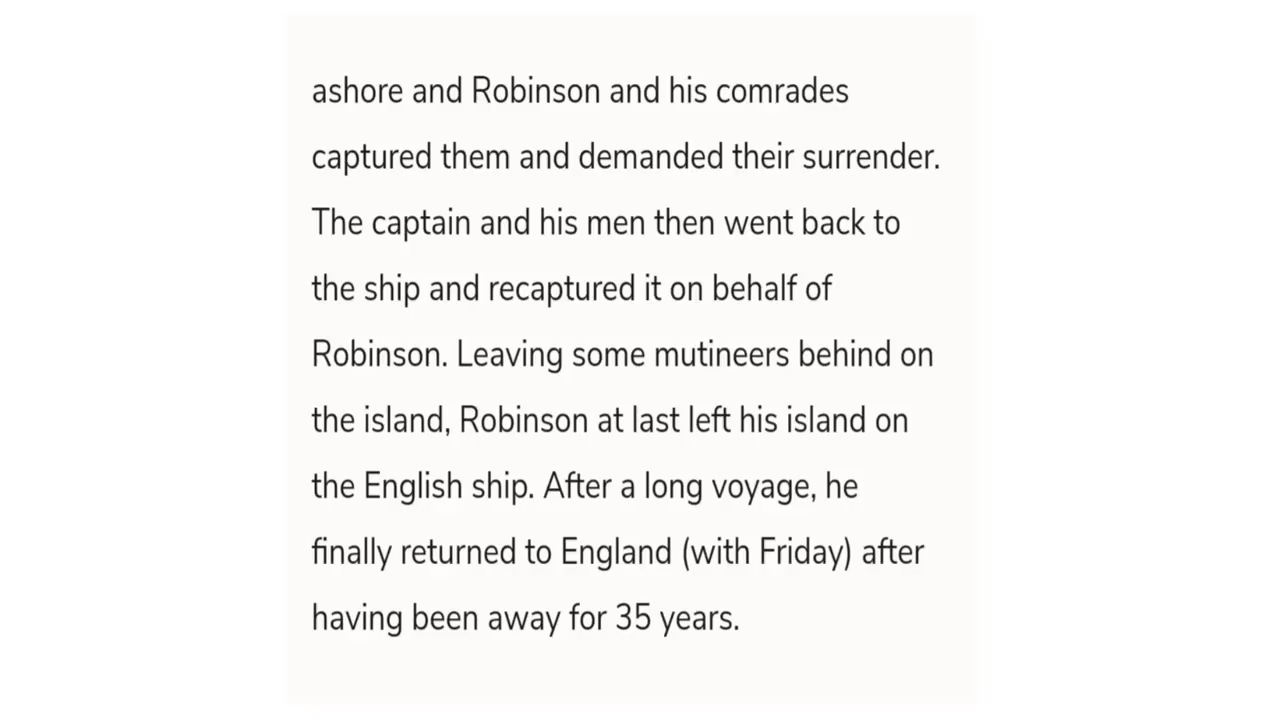 ashore and Robinson and his comrades
captured them and demanded their surrender.
The captain and his men then went back to
the ship and recaptured it on behalf of
Robinson. Leaving some mutineers behind on
the island, Robinson at last left his island on
the English ship. After a long voyage, he
finally returned to England (with Friday) after
having been away for 35 years.